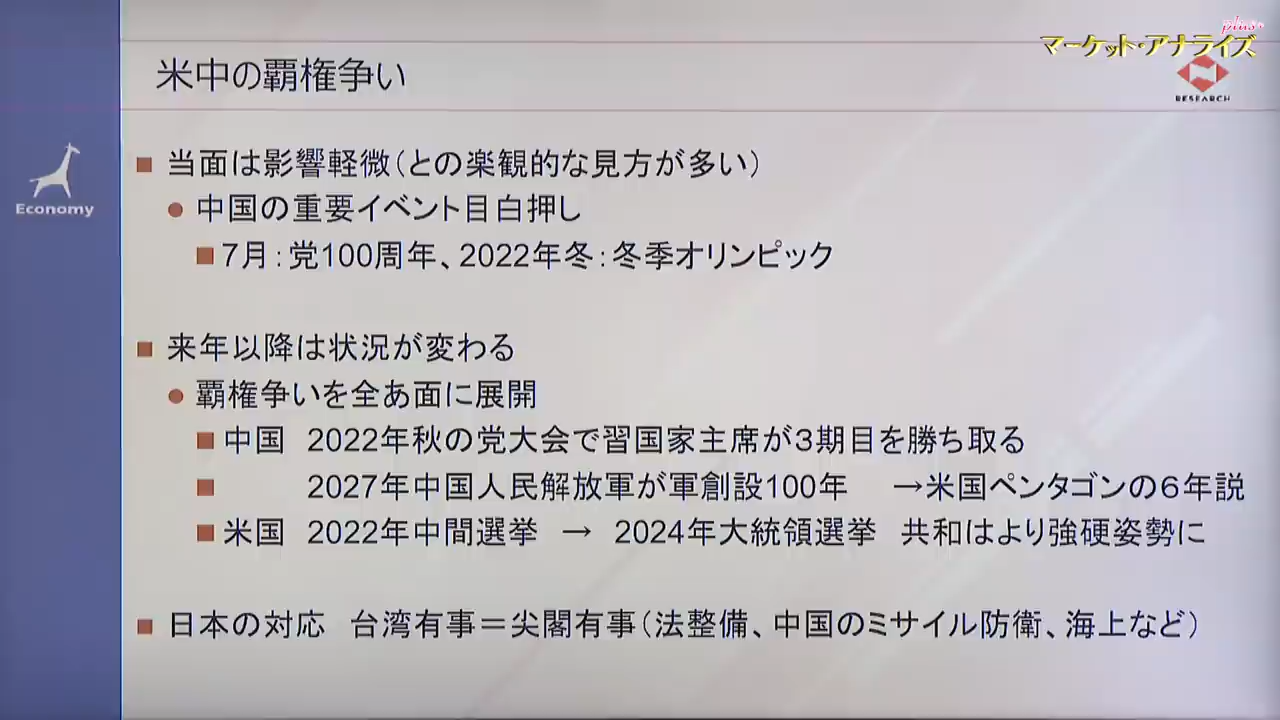 plus+
マーケット・アナライズ
米中の覇権争い
RESEARCH
■ 当面は影響軽微（との楽観的な見方が多い）
● 中国の重要イベント目白押し
Economy
■ 7月：党100周年、2022年冬：冬季オリンピック
■ 来年以降は状況が変わる
● 覇権争いを全あ面に展開
■ 中国　2022年秋の党大会で習国家主席が３期目を勝ち取る
■ 2027年中国人民解放軍が軍創設100年　→米国ペンタゴンの６年説
■ 米国　2022年中間選挙　→　2024年大統領選挙　共和はより強硬姿勢に
■ 日本の対応　台湾有事＝尖閣有事（法整備、中国のミサイル防衛、海上など）